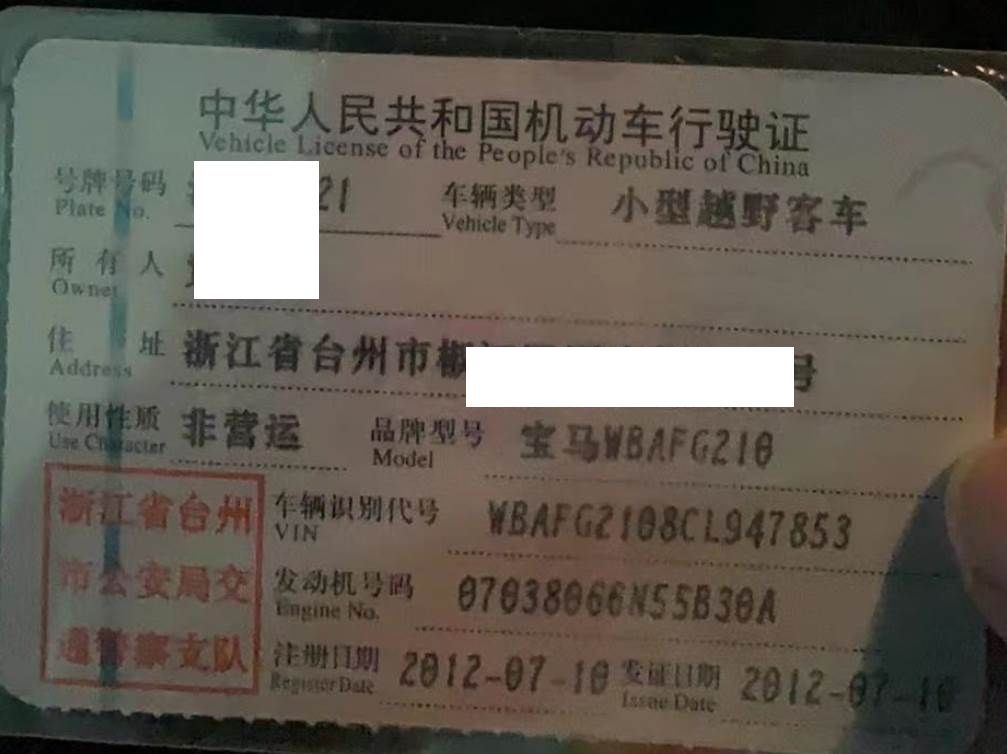 中华人民共和国机动车行驶证
Vehicle License of the People's Republic of China
号牌号码 21 车辆类型 小型越野客车
Plate No. Vehicle Type
所有人
Owner
住址 浙江省台州市椒 号
Address
使用性质 非营运 品牌型号 宝马WBAFG210
Use Character Model
浙江省台州
市公安局交
通警察支队
车辆识别代号 WBAFG2108CL947853
VIN
发动机号码 07038066N55B30A
Engine No.
注册日期 2012-07-10 发证日期 2012-07-10
Register Date Issue Date